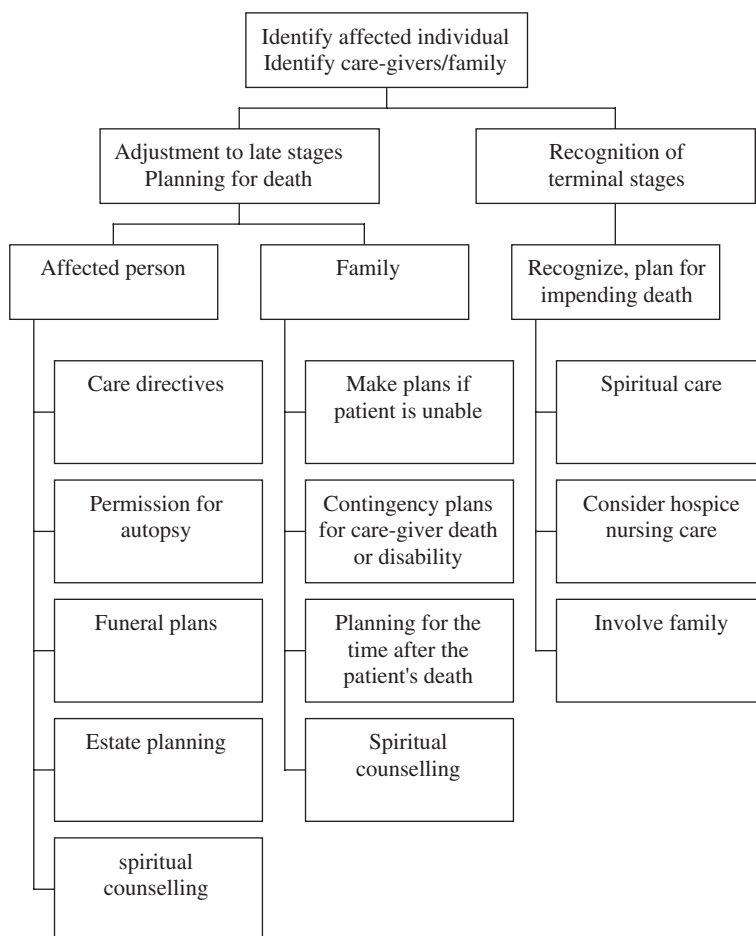 Identify affected individual
Identify care-givers/family
Adjustment to late stages
Planning for death
Recognition of
terminal stages
Affected person
Family
Recognize, plan for
impending death
Care directives
Permission for
autopsy
Funeral plans
Estate planning
spiritual
counselling
Make plans if
patient is unable
Contingency plans
for care-giver death
or disability
Planning for the
time after the
patient's death
Spiritual
counselling
Spiritual care
Consider hospice
nursing care
Involve family